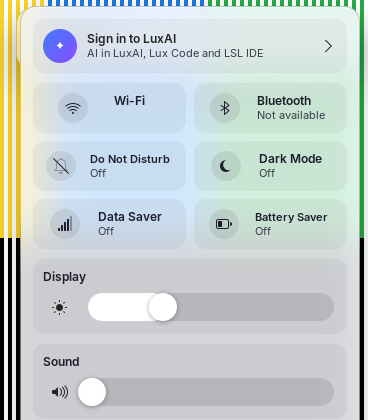 Sign in to LuxAI
AI in LuxAI, Lux Code and LSL IDE
Wi-Fi
Bluetooth
Not available
Do Not Disturb
Off
Dark Mode
Off
Data Saver
Off
Battery Saver
Off
Display
Sound